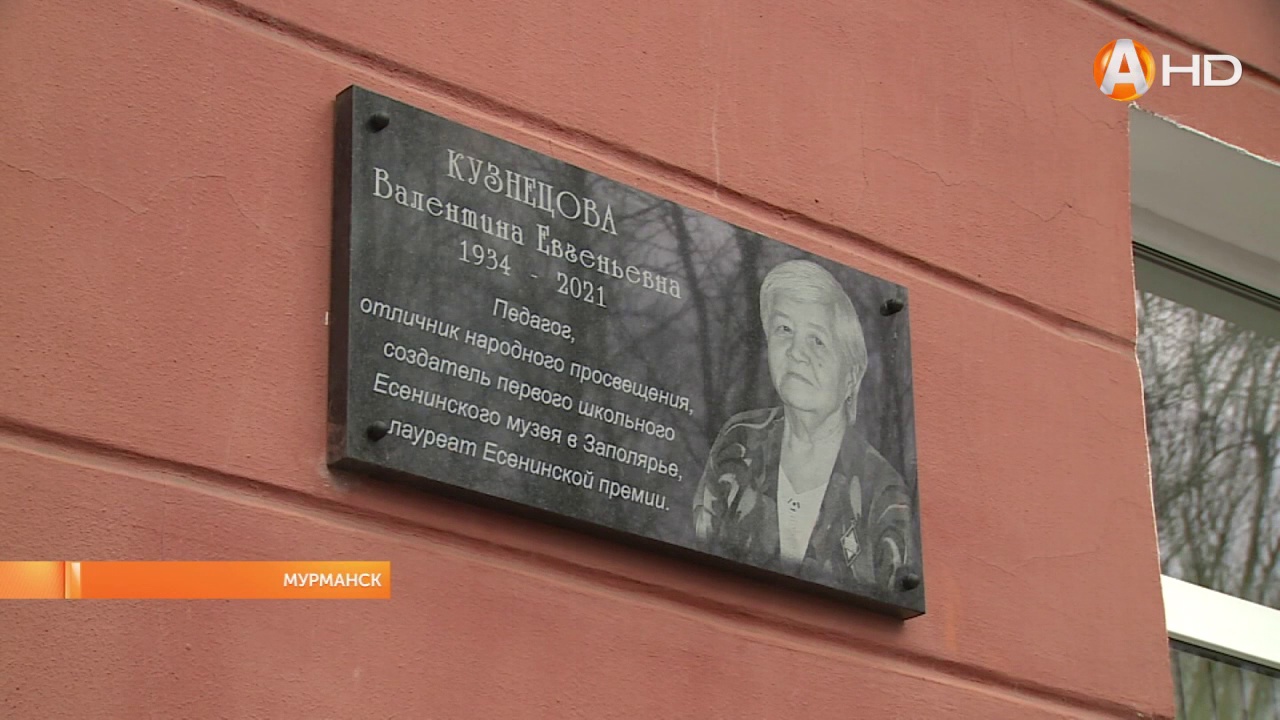 А HD
КУЗНЕЦОВА
Валентина Евгеньевна
1934 - 2021
Педагог,
отличник народного просвещения,
создатель первого школьного
Есенинского музея в Заполярье,
лауреат Есенинской премии.
МУРМАНСК